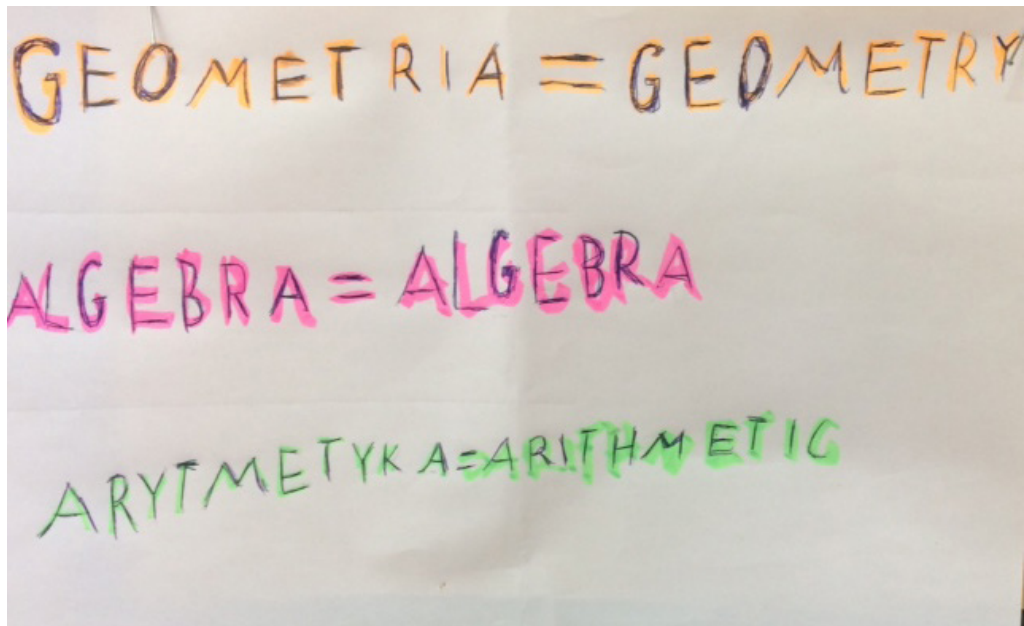 GEOMETRIA = GEOMETRY
ALGEBRA = ALGEBRA
ARYTMETYKA=ARITHMETIC